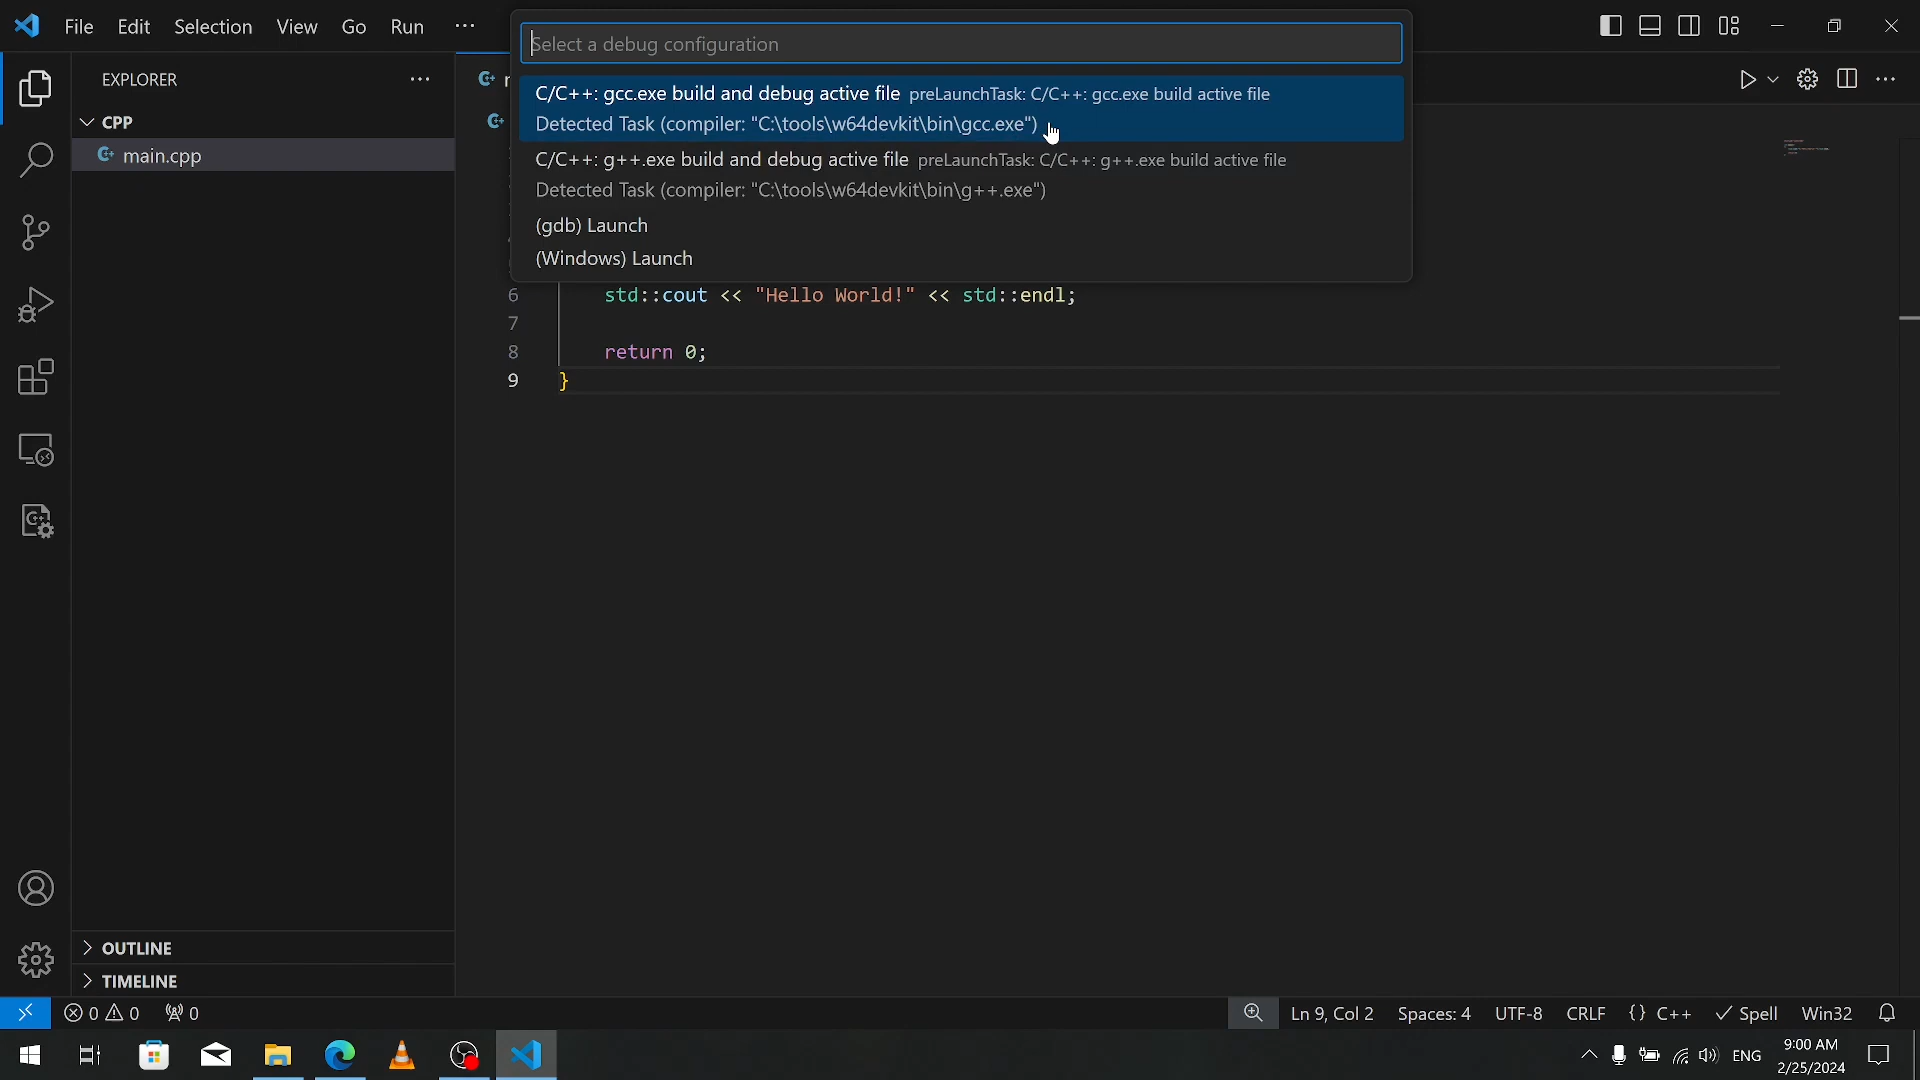 File Edit Selection View Go Run ···
Select a debug configuration
C/C++: gcc.exe build and debug active file preLaunchTask: C/C++: gcc.exe build active file
Detected Task (compiler: "C:\tools\w64devkit\bin\gcc.exe")
C/C++: g++.exe build and debug active file preLaunchTask: C/C++: g++.exe build active file
Detected Task (compiler: "C:\tools\w64devkit\bin\g++.exe")
(gdb) Launch
(Windows) Launch
EXPLORER ···
CPP
main.cpp
6 std::cout << "Hello World!" << std::endl;
7
8 return 0;
9 }
OUTLINE
TIMELINE
0 0 0 Ln 9, Col 2 Spaces: 4 UTF-8 CRLF {} C++ Spell Win32
ENG 9:00 AM
2/25/2024